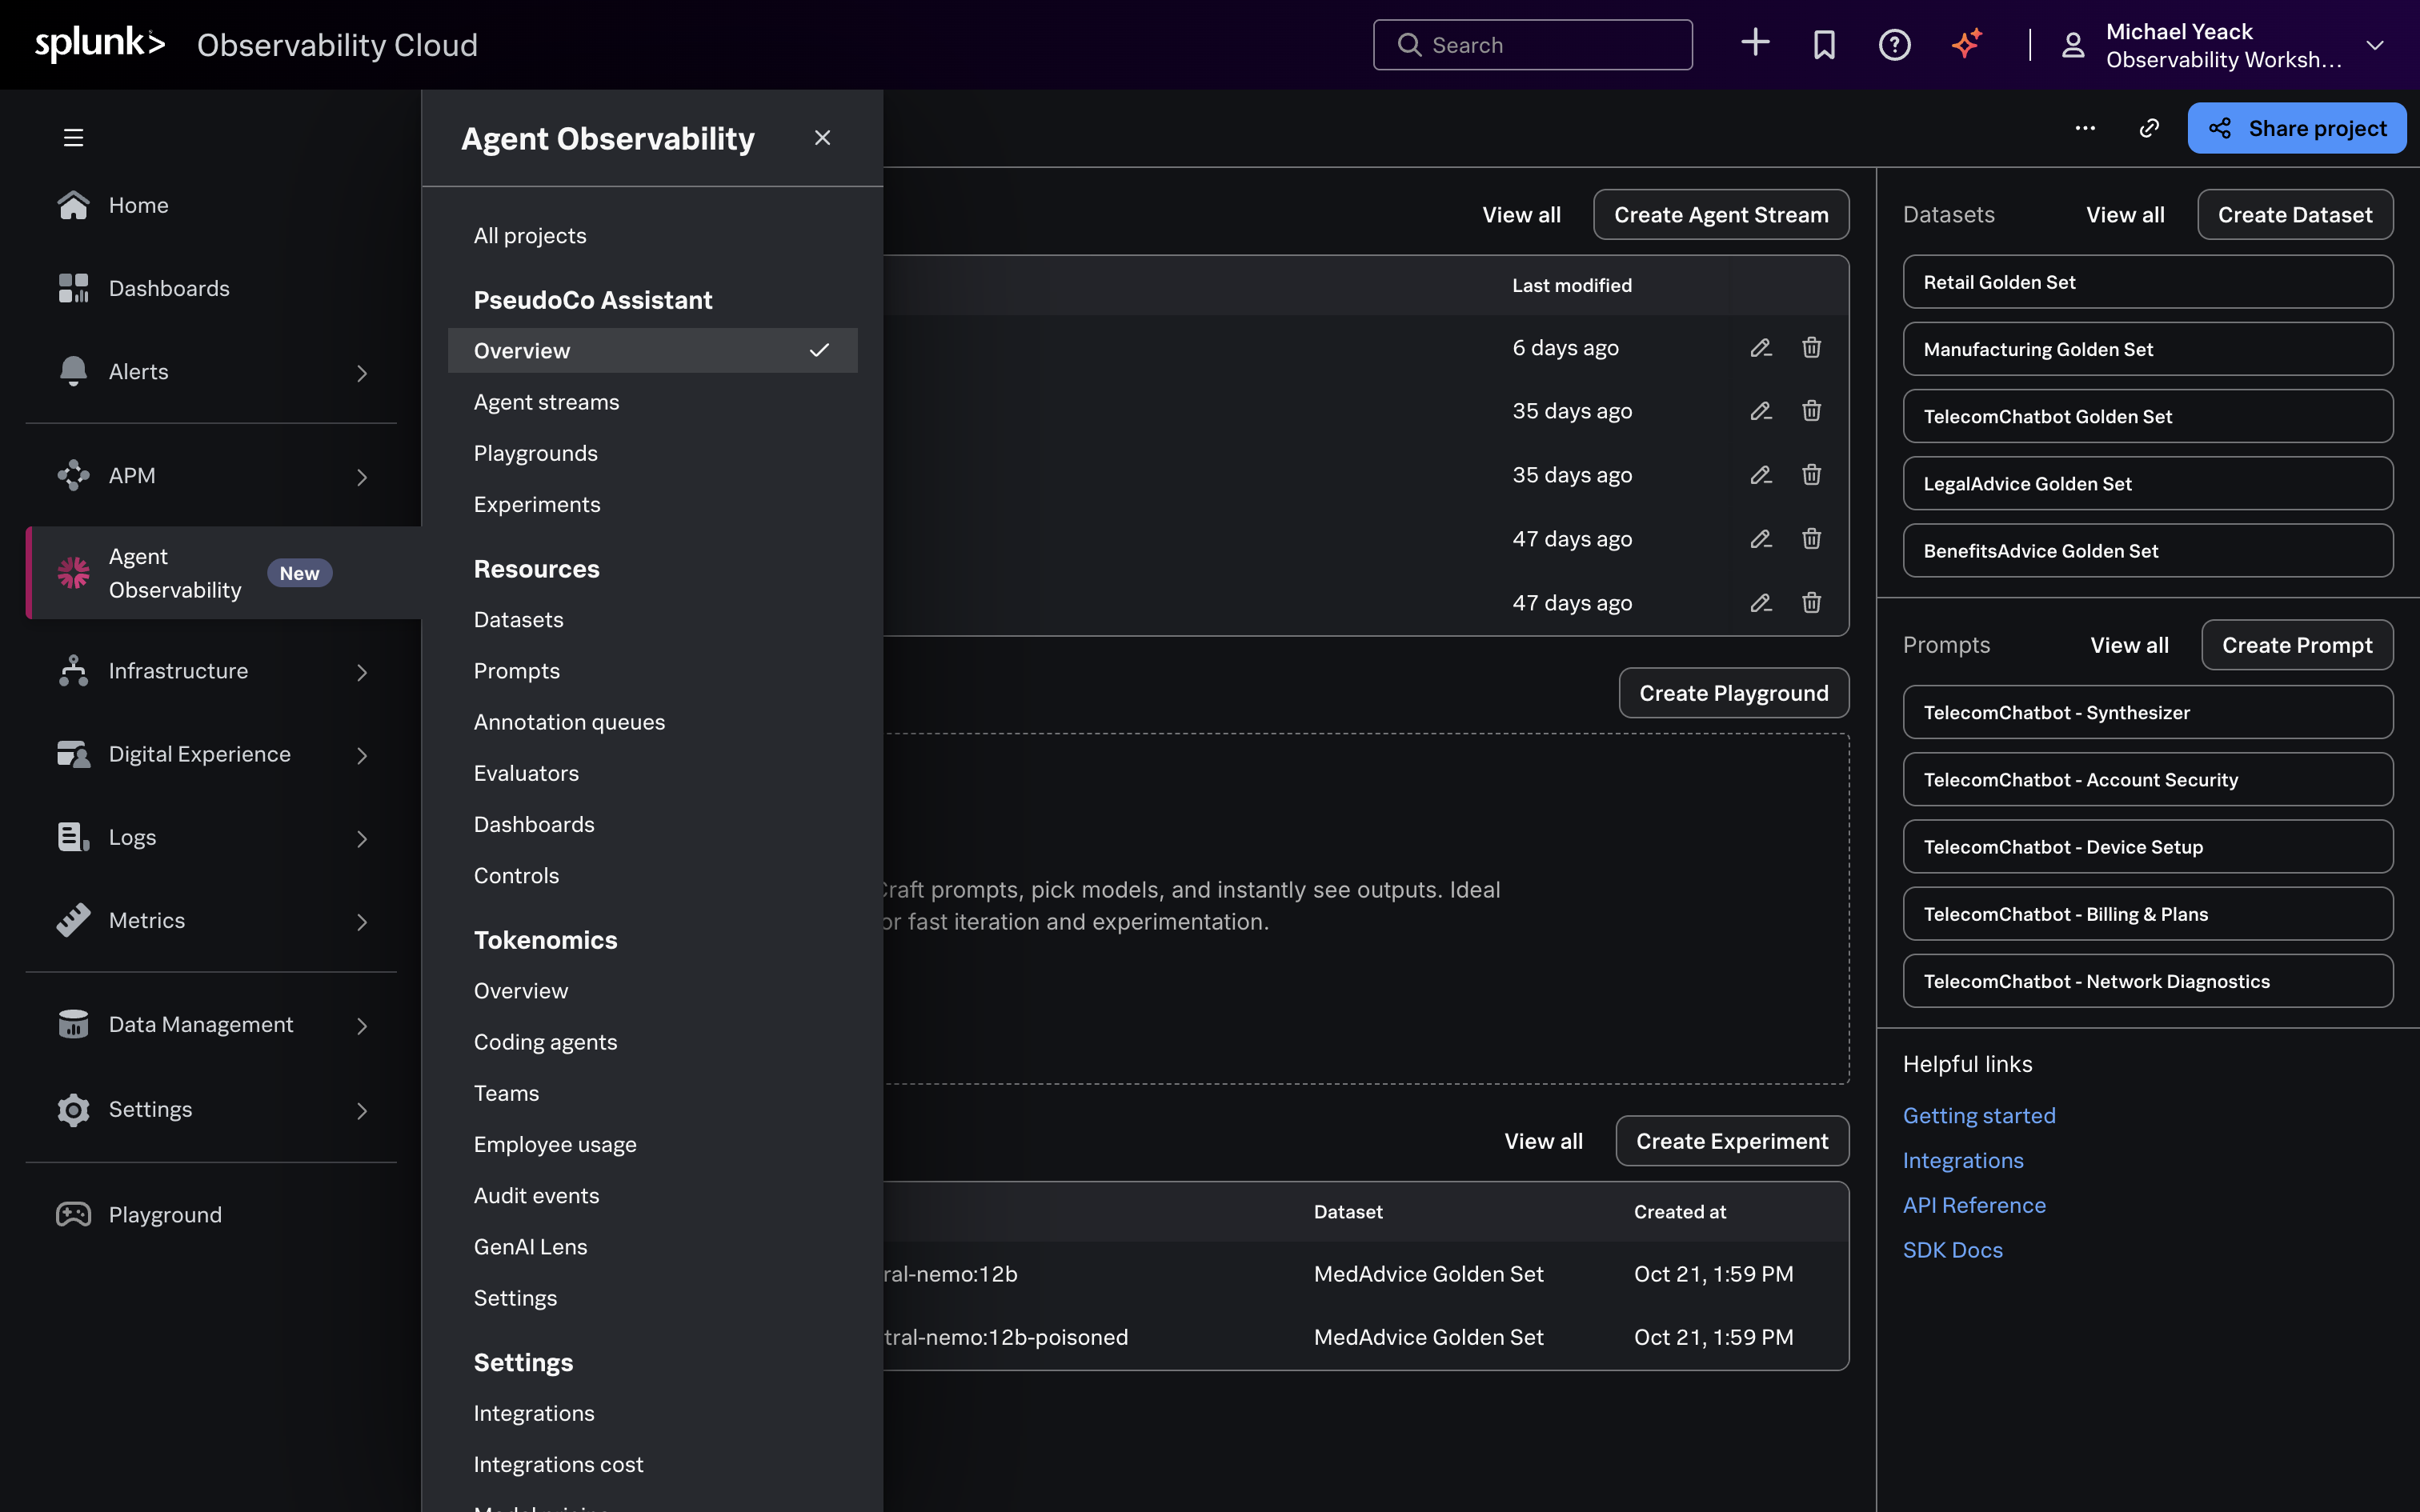 splunk> Observability Cloud
Search
Michael Yeack
Observability Worksh...
Home
Dashboards
Alerts
APM
Agent
Observability
New
Infrastructure
Digital Experience
Logs
Metrics
Data Management
Settings
Playground
Agent Observability
All projects
PseudoCo Assistant
Overview
Agent streams
Playgrounds
Experiments
Resources
Datasets
Prompts
Annotation queues
Evaluators
Dashboards
Controls
Tokenomics
Overview
Coding agents
Teams
Employee usage
Audit events
GenAI Lens
Settings
Settings
Integrations
Integrations cost
Share project
View all
Create Agent Stream
Last modified
6 days ago
35 days ago
35 days ago
47 days ago
47 days ago
Create Playground
Craft prompts, pick models, and instantly see outputs. Ideal
or fast iteration and experimentation.
View all
Create Experiment
Dataset Created at
ral-nemo:12b MedAdvice Golden Set Oct 21, 1:59 PM
tral-nemo:12b-poisoned MedAdvice Golden Set Oct 21, 1:59 PM
Datasets
View all
Create Dataset
Retail Golden Set
Manufacturing Golden Set
TelecomChatbot Golden Set
LegalAdvice Golden Set
BenefitsAdvice Golden Set
Prompts
View all
Create Prompt
TelecomChatbot - Synthesizer
TelecomChatbot - Account Security
TelecomChatbot - Device Setup
TelecomChatbot - Billing & Plans
TelecomChatbot - Network Diagnostics
Helpful links
Getting started
Integrations
API Reference
SDK Docs